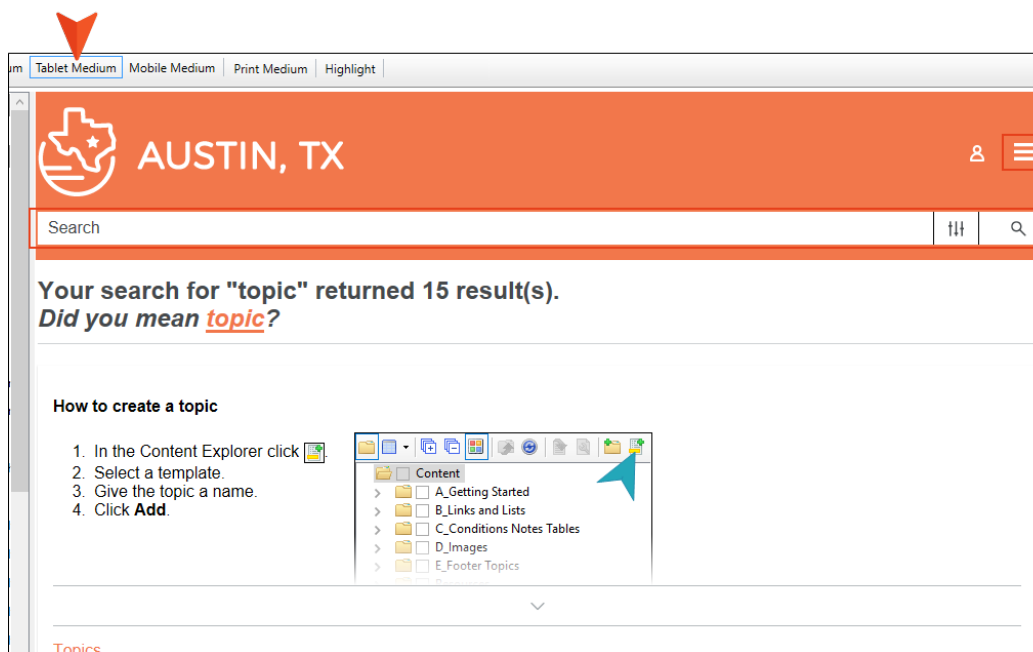 um Tablet Medium Mobile Medium Print Medium Highlight
AUSTIN, TX
Search
Your search for "topic" returned 15 result(s).
Did you mean topic?
How to create a topic
1. In the Content Explorer click .
2. Select a template.
3. Give the topic a name.
4. Click Add.
Content
A_Getting Started
B_Links and Lists
C_Conditions Notes Tables
D_Images
E_Footer Topics
Topics